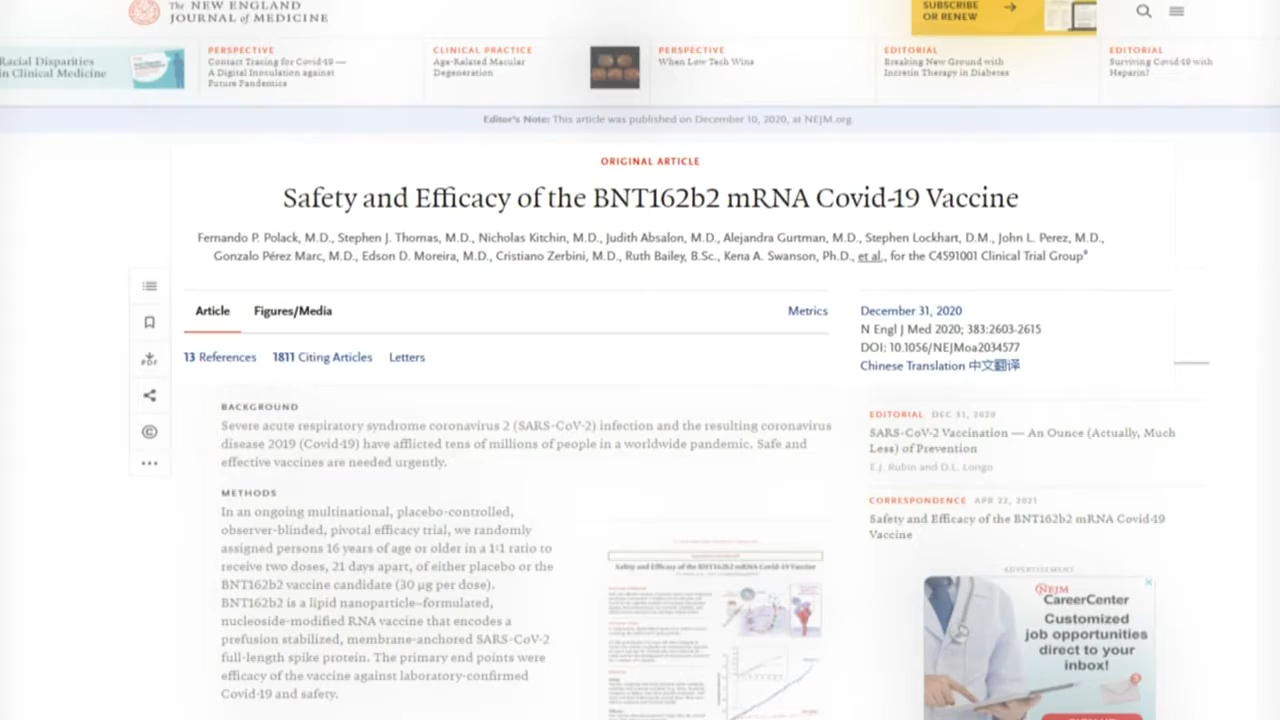 The NEW ENGLAND
JOURNAL of MEDICINE
SUBSCRIBE
OR RENEW
Racial Disparities
in Clinical Medicine
PERSPECTIVE
Contact Tracing for Covid-19 —
A Digital Inoculation against
Future Pandemics
CLINICAL PRACTICE
Age-Related Macular
Degeneration
PERSPECTIVE
When Low Tech Wins
EDITORIAL
Breaking New Ground with
Incretin Therapy in Diabetes
EDITORIAL
Surviving Covid-19 with
Heparin?
Editor's Note: This article was published on December 10, 2020, at NEJM.org.
ORIGINAL ARTICLE
Safety and Efficacy of the BNT162b2 mRNA Covid-19 Vaccine
Fernando P. Polack, M.D., Stephen J. Thomas, M.D., Nicholas Kitchin, M.D., Judith Absalon, M.D., Alejandra Gurtman, M.D., Stephen Lockhart, D.M., John L. Perez, M.D.,
Gonzalo Pérez Marc, M.D., Edson D. Moreira, M.D., Cristiano Zerbini, M.D., Ruth Bailey, B.Sc., Kena A. Swanson, Ph.D., et al., for the C4591001 Clinical Trial Group*
Article Figures/Media Metrics
13 References 1811 Citing Articles Letters
December 31, 2020
N Engl J Med 2020; 383:2603-2615
DOI: 10.1056/NEJMoa2034577
Chinese Translation 中文翻译
PDF
BACKGROUND
Severe acute respiratory syndrome coronavirus 2 (SARS-CoV-2) infection and the resulting coronavirus
disease 2019 (Covid-19) have afflicted tens of millions of people in a worldwide pandemic. Safe and
effective vaccines are needed urgently.
METHODS
In an ongoing multinational, placebo-controlled,
observer-blinded, pivotal efficacy trial, we randomly
assigned persons 16 years of age or older in a 1:1 ratio to
receive two doses, 21 days apart, of either placebo or the
BNT162b2 vaccine candidate (30 μg per dose).
BNT162b2 is a lipid nanoparticle–formulated,
nucleoside-modified RNA vaccine that encodes a
prefusion stabilized, membrane-anchored SARS-CoV-2
full-length spike protein. The primary end points were
efficacy of the vaccine against laboratory-confirmed
Covid-19 and safety.
Safety and Efficacy of the BNT162b2 mRNA Covid-19 Vaccine
EDITORIAL DEC 31, 2020
SARS-CoV-2 Vaccination — An Ounce (Actually, Much
Less) of Prevention
E.J. Rubin and D.L. Longo
CORRESPONDENCE APR 22, 2021
Safety and Efficacy of the BNT162b2 mRNA Covid-19
Vaccine
ADVERTISEMENT
NEJM
CareerCenter
Customized
job opportunities
direct to your
inbox!